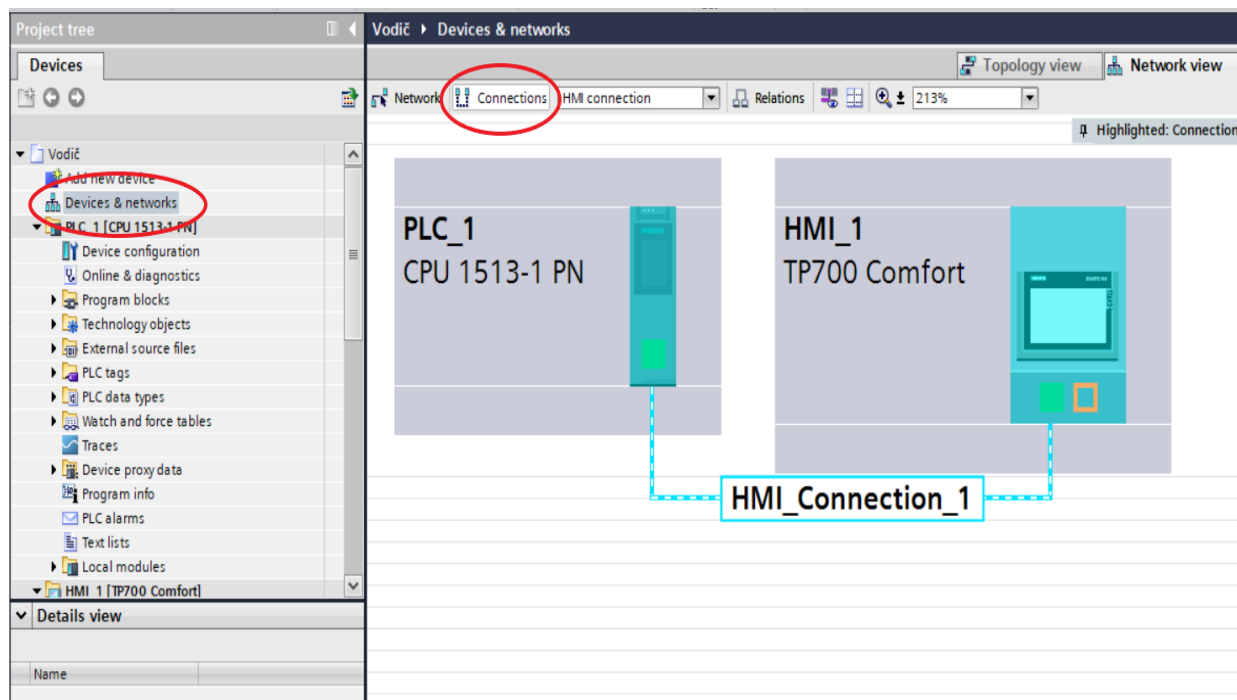 Project tree
Devices
Vodič
Add new device
Devices & networks
PLC_1 [CPU 1513-1 PN]
Device configuration
Online & diagnostics
Program blocks
Technology objects
External source files
PLC tags
PLC data types
Watch and force tables
Traces
Device proxy data
Program info
PLC alarms
Text lists
Local modules
HMI_1 [TP700 Comfort]
Details view
Name
Vodič Devices & networks
Topology view Network view
Network Connections HMI connection Relations 213%
Highlighted: Connection
PLC_1
CPU 1513-1 PN
HMI_1
TP700 Comfort
HMI_Connection_1